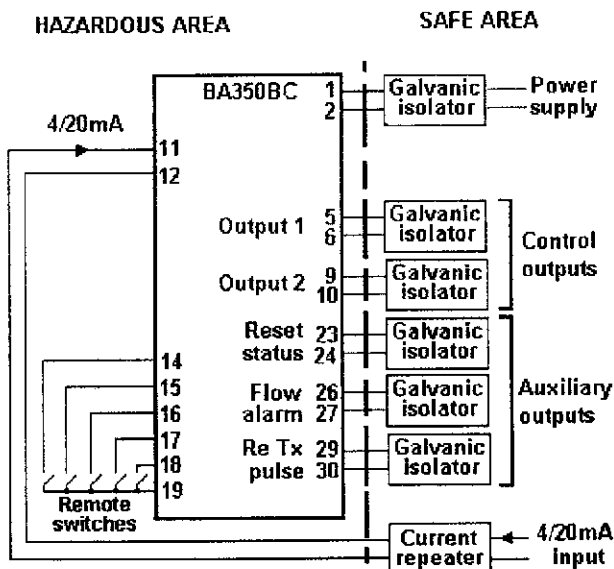 HAZARDOUS AREA
SAFE AREA
BA350BC
1
2
Galvanic
isolator
Power
supply
4/20mA
11
12
Output 1
5
6
Galvanic
isolator
Output 2
9
10
Galvanic
isolator
Control
outputs
Reset
status
23
24
Galvanic
isolator
Flow
alarm
26
27
Galvanic
isolator
Re Tx
pulse
29
30
Galvanic
isolator
Auxiliary
outputs
14
15
16
17
18
19
Remote
switches
Current
repeater
4/20mA
input